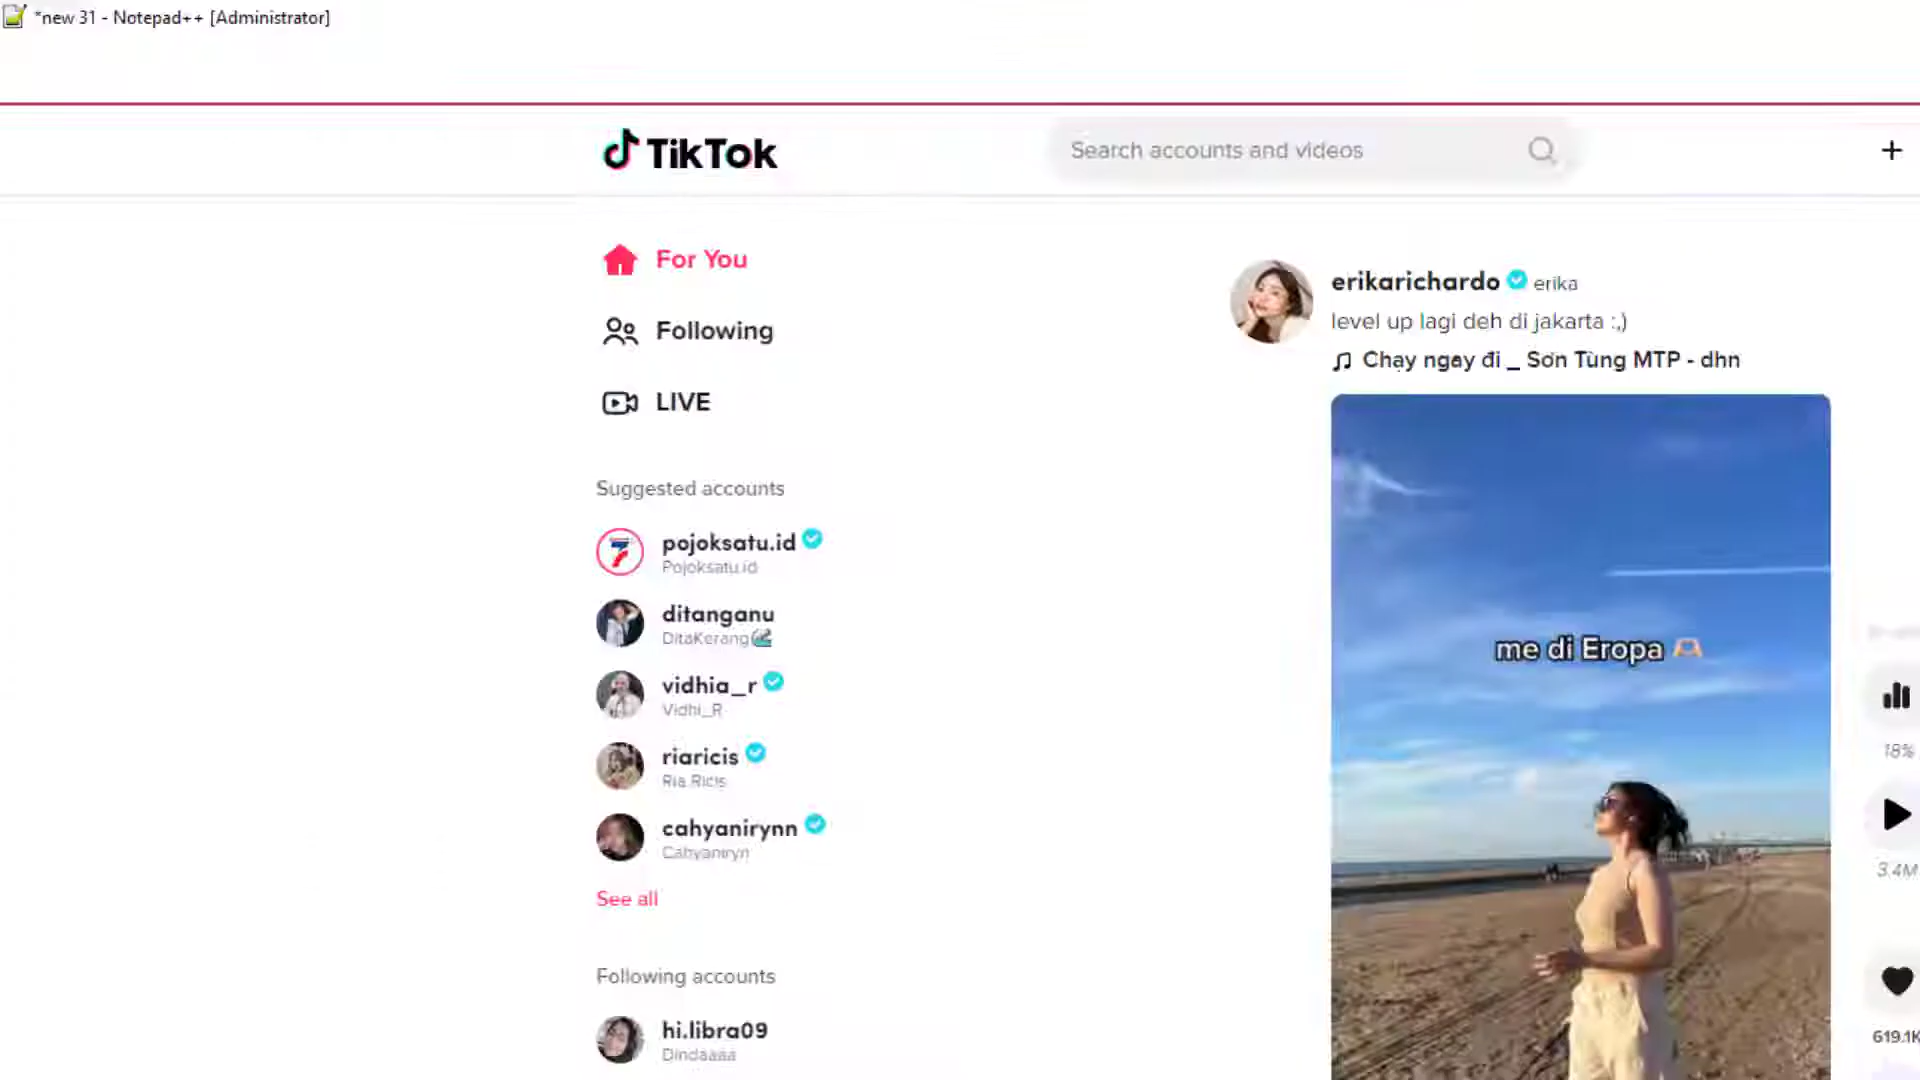 *new 31 - Notepad++ [Administrator]
TikTok
Search accounts and videos
For You
Following
LIVE
Suggested accounts
pojoksatu.id
Pojoksatu.id
ditanganu
DitaKerang🌊
vidhia_r
Vidhi_R
riaricis
Ria Ricis
cahyanirynn
Cahyaniryn
See all
Following accounts
hi.libra09
Dindaaaa
erikarichardo erika
level up lagi deh di jakarta :,)
Chạy ngay đi _ Sơn Tùng MTP - dhn
me di Eropa 🫶🏻
18%
3.4M
619.1K